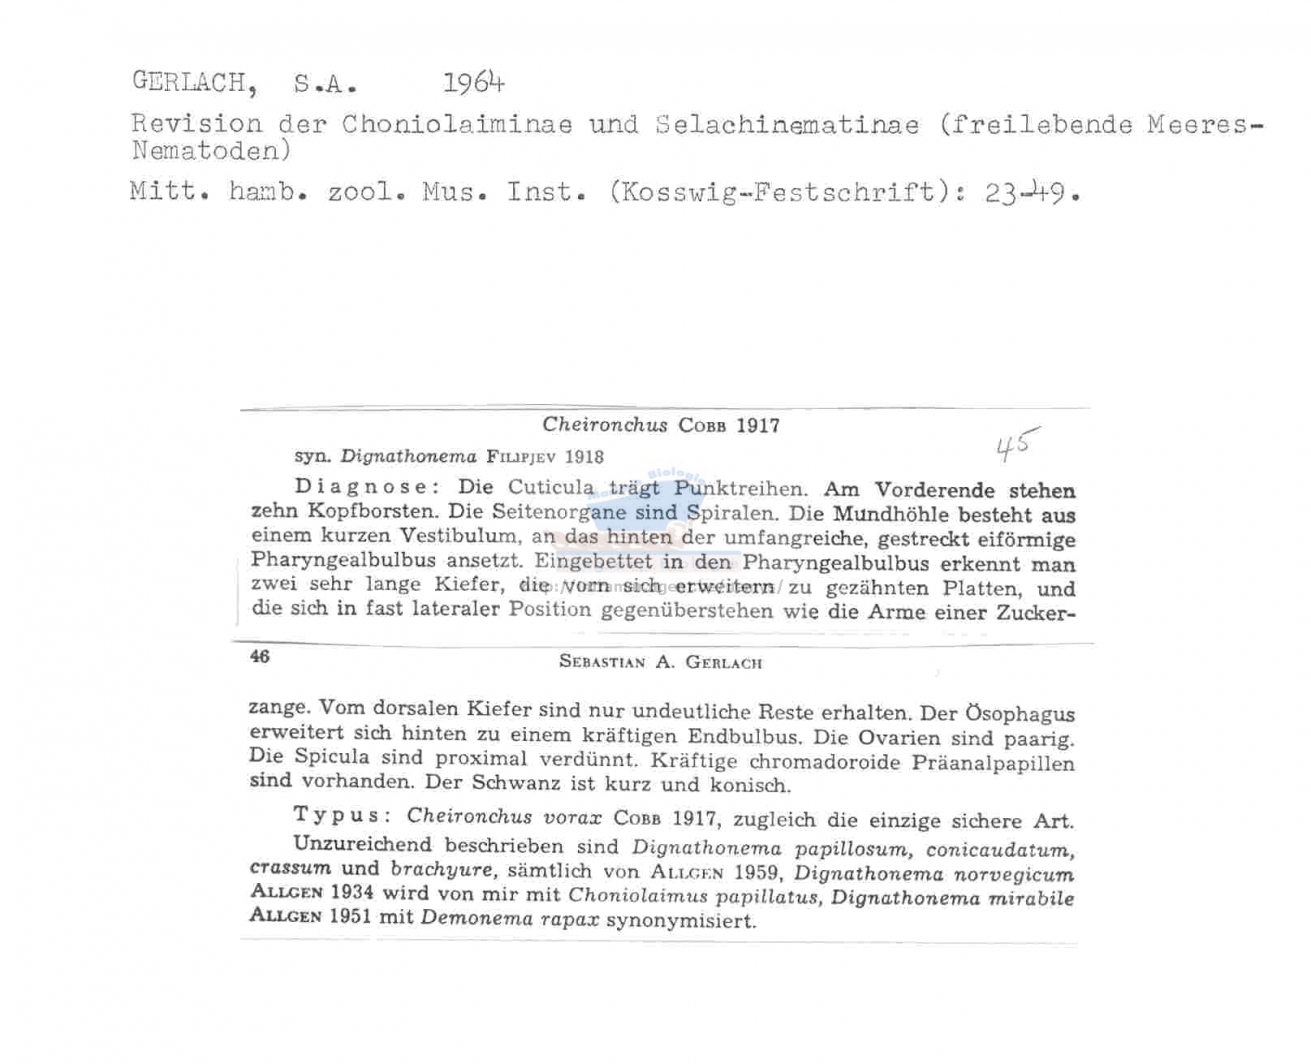 GERLACH, S.A. 1964
Revision der Choniolaiminae und Selachinematinae (freilebende Meeres-
Nematoden)
Mitt. hamb. zool. Mus. Inst. (Kosswig-Festschrift): 23-49.
Cheironchus COBB 1917
45
syn. Dignathonema FILIPJEV 1918
Diagnose: Die Cuticula trägt Punktreihen. Am Vorderende stehen
zehn Kopfborsten. Die Seitenorgane sind Spiralen. Die Mundhöhle besteht aus
einem kurzen Vestibulum, an das hinten der umfangreiche, gestreckt eiförmige
Pharyngealbulbus ansetzt. Eingebettet in den Pharyngealbulbus erkennt man
zwei sehr lange Kiefer, die vorn sich erweitern zu gezähnten Platten, und
die sich in fast lateraler Position gegenüberstehen wie die Arme einer Zucker-
46 SEBASTIAN A. GERLACH
zange. Vom dorsalen Kiefer sind nur undeutliche Reste erhalten. Der Ösophagus
erweitert sich hinten zu einem kräftigen Endbulbus. Die Ovarien sind paarig.
Die Spicula sind proximal verdünnt. Kräftige chromadoroide Präanalpapillen
sind vorhanden. Der Schwanz ist kurz und konisch.
Typus: Cheironchus vorax COBB 1917, zugleich die einzige sichere Art.
Unzureichend beschrieben sind Dignathonema papillosum, conicaudatum,
crassum und brachyure, sämtlich von ALLGEN 1959, Dignathonema norvegicum
ALLGEN 1934 wird von mir mit Choniolaimus papillatus, Dignathonema mirabile
ALLGEN 1951 mit Demonema rapax synonymisiert.